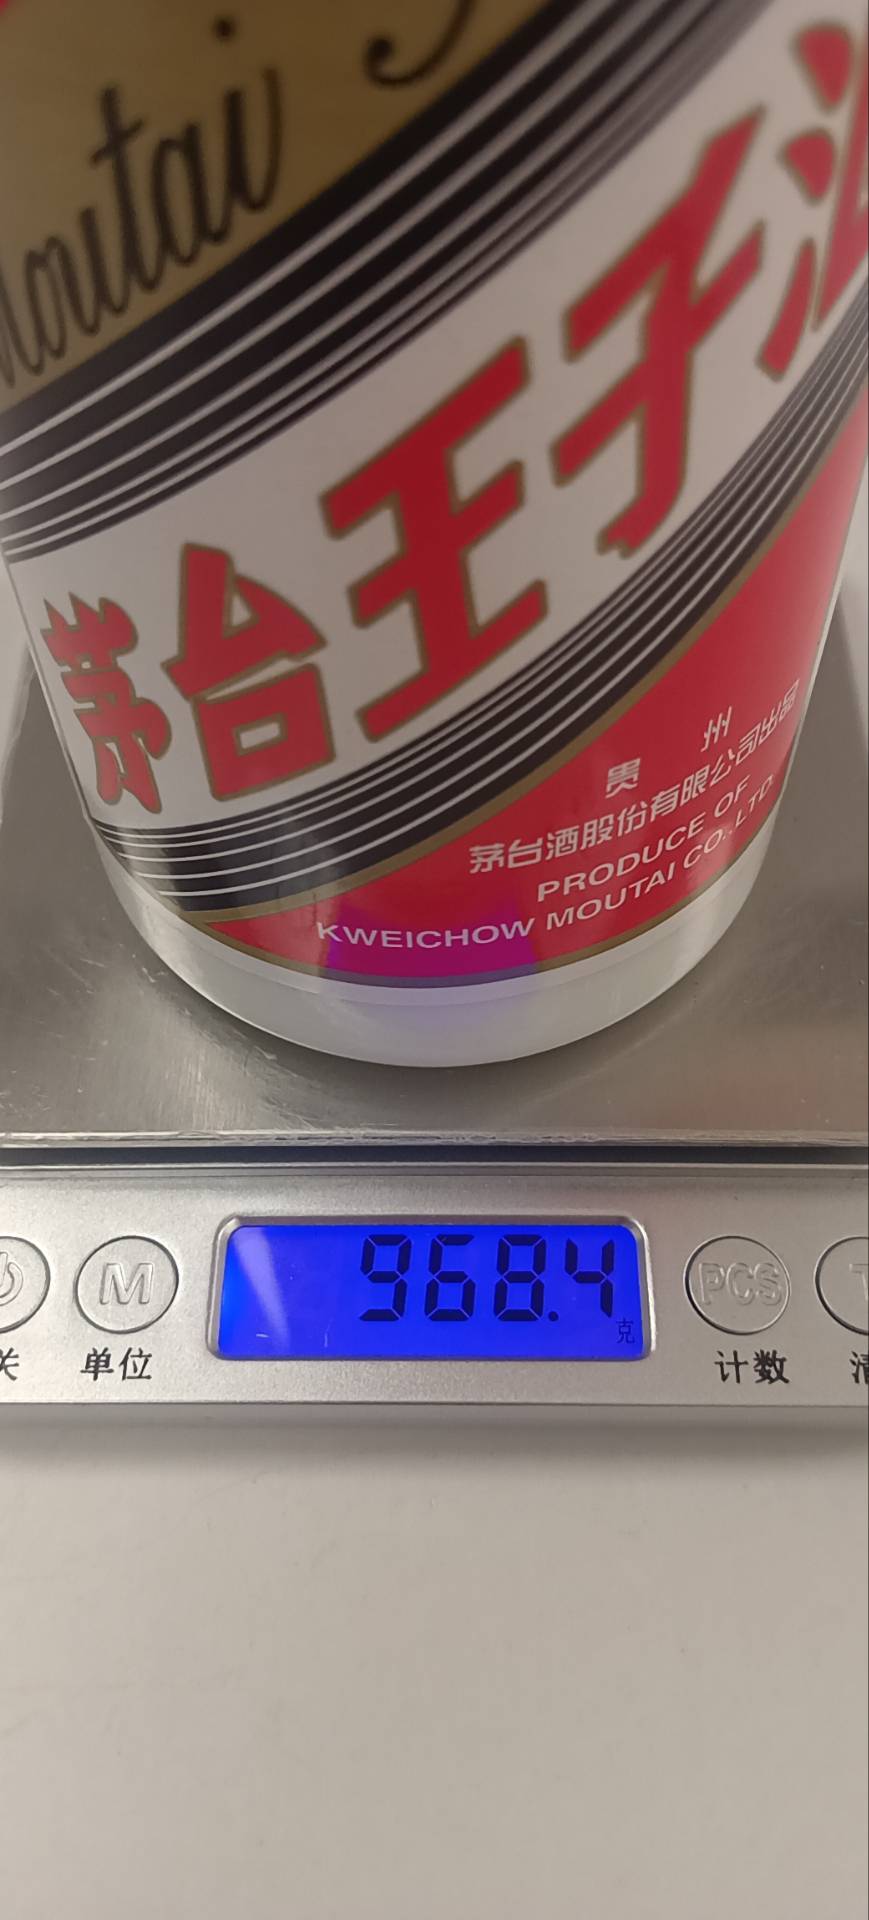 Moutai
茅台王子酒
贵 州
茅台酒股份有限公司出品
PRODUCE OF
KWEICHOW MOUTAI CO.,LTD.
968.4
克
M
PCS
T
单位
计数